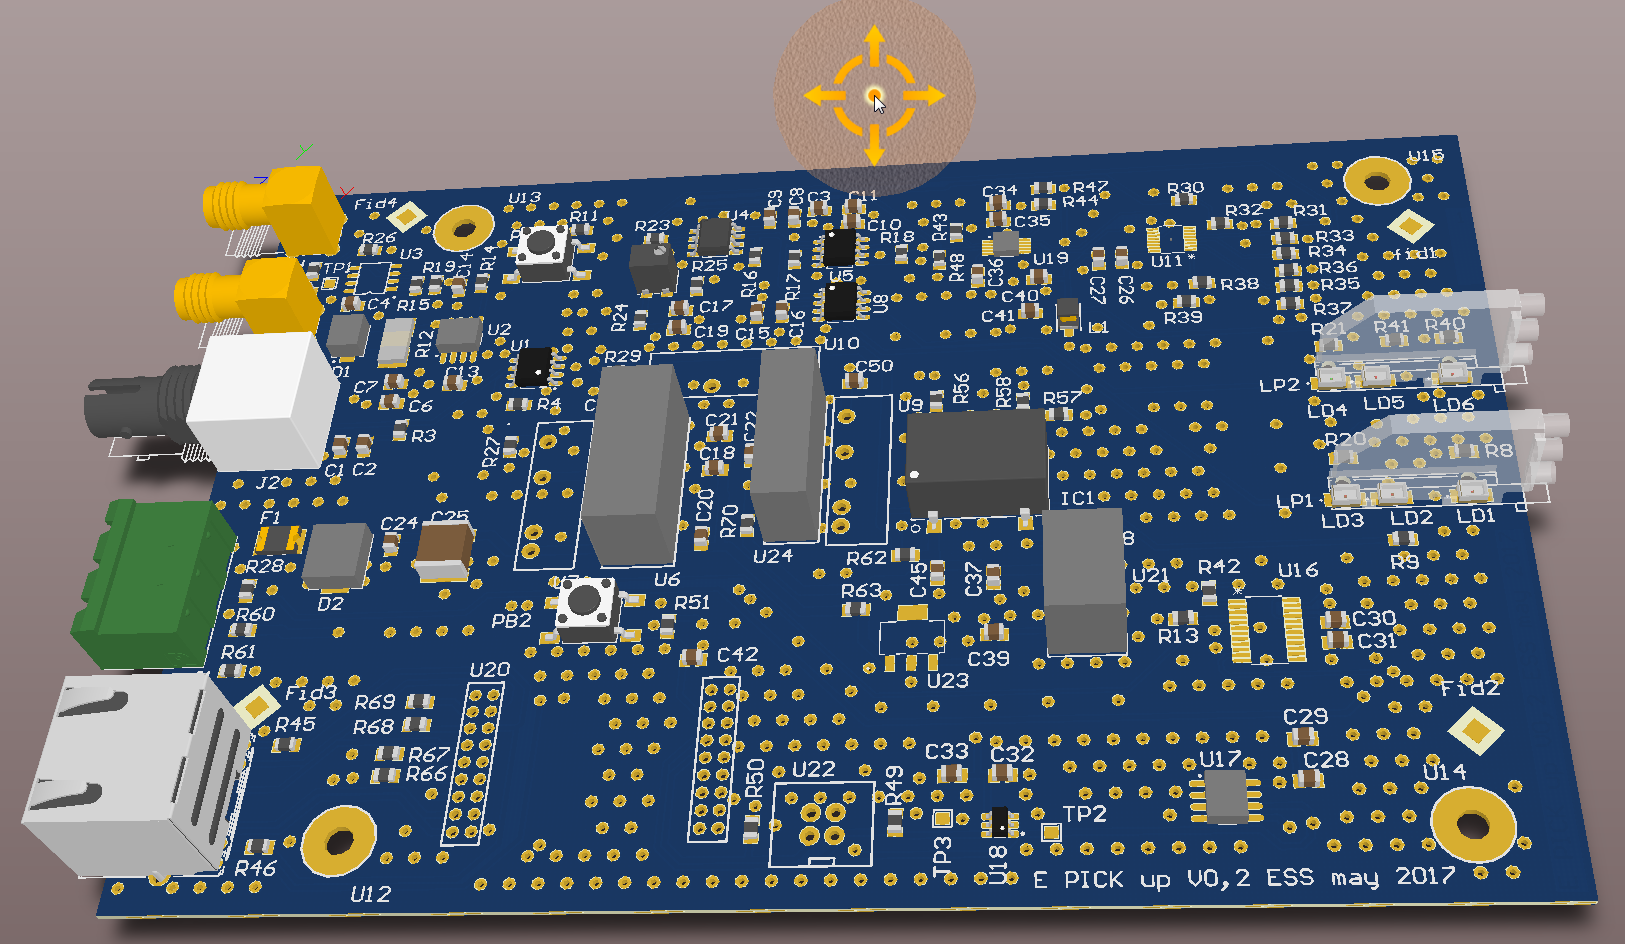 U15
U13
Fid4
R11
R23
U4
C9
C8
C3
C11
C10
R18
R43
C34
C35
R47
R44
R30
R32
R31
R33
R34
R36
R35
R37
fid1
R26
U3
TP1
R19
C14
R14
C4
R15
R25
R16
R17
U5
U8
R48
C36
U19
C27
C26
U11
R38
R39
C40
C41
L1
R24
C17
C19
C15
C16
U10
R12
U2
U1
R29
C13
C7
C6
R4
R3
C1
C2
R27
J2
C50
U9
R56
R58
R57
C21
C22
C18
C20
R70
U24
IC1
R21
R41
R40
LP2
LD4
LD5
LD6
R20
R8
LP1
LD3
LD2
LD1
R9
F1
R28
C24
C25
D2
U6
R62
C45
C37
8
U21
R42
U16
C30
C31
R13
R60
R61
PB2
R51
C42
R63
C39
U23
U20
Fid3
R45
R69
R68
R67
R66
Fid2
C29
C28
U17
U14
R46
U12
R50
U22
R49
C33
C32
TP3
U18
TP2
E PICK up V0,2 ESS may 2017